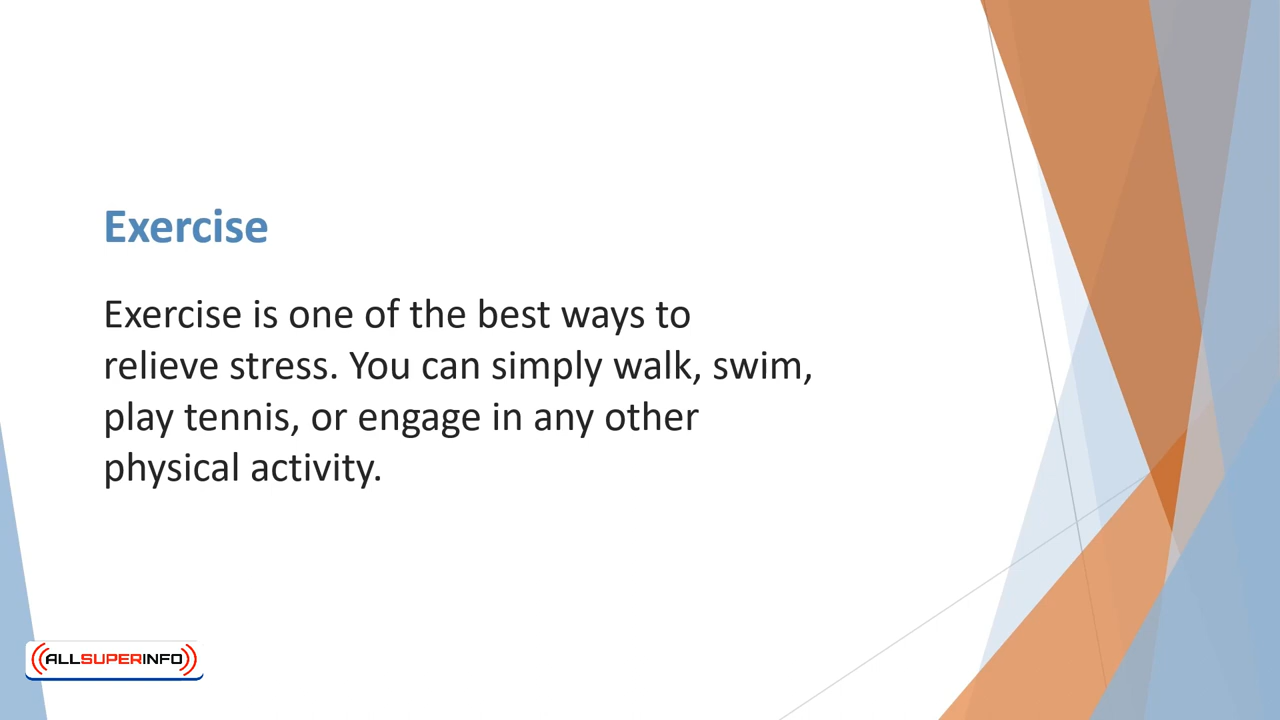 Exercise
Exercise is one of the best ways to
relieve stress. You can simply walk, swim,
play tennis, or engage in any other
physical activity.
ALLSUPERINFO